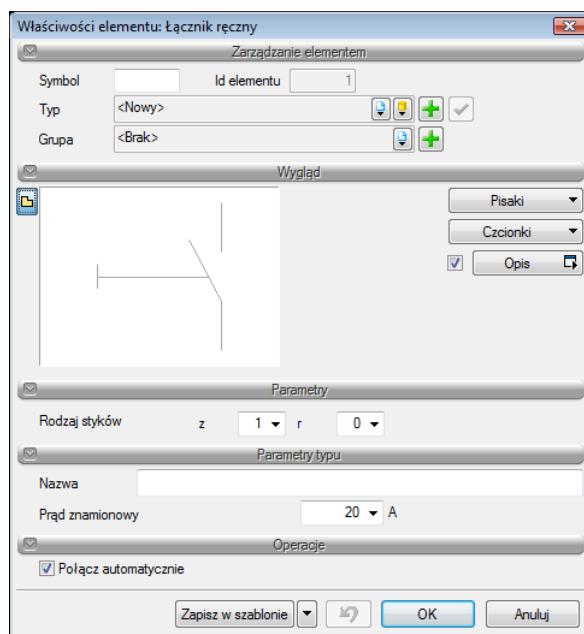 Właściwości elementu: Łącznik ręczny
Zarządzanie elementem
Symbol Id elementu 1
Typ <Nowy>
Grupa <Brak>
Wygląd
Pisaki
Czcionki
Opis
Parametry
Rodzaj styków z 1 r 0
Parametry typu
Nazwa
Prąd znamionowy 20 A
Operacje
Połącz automatycznie
Zapisz w szablonie OK Anuluj